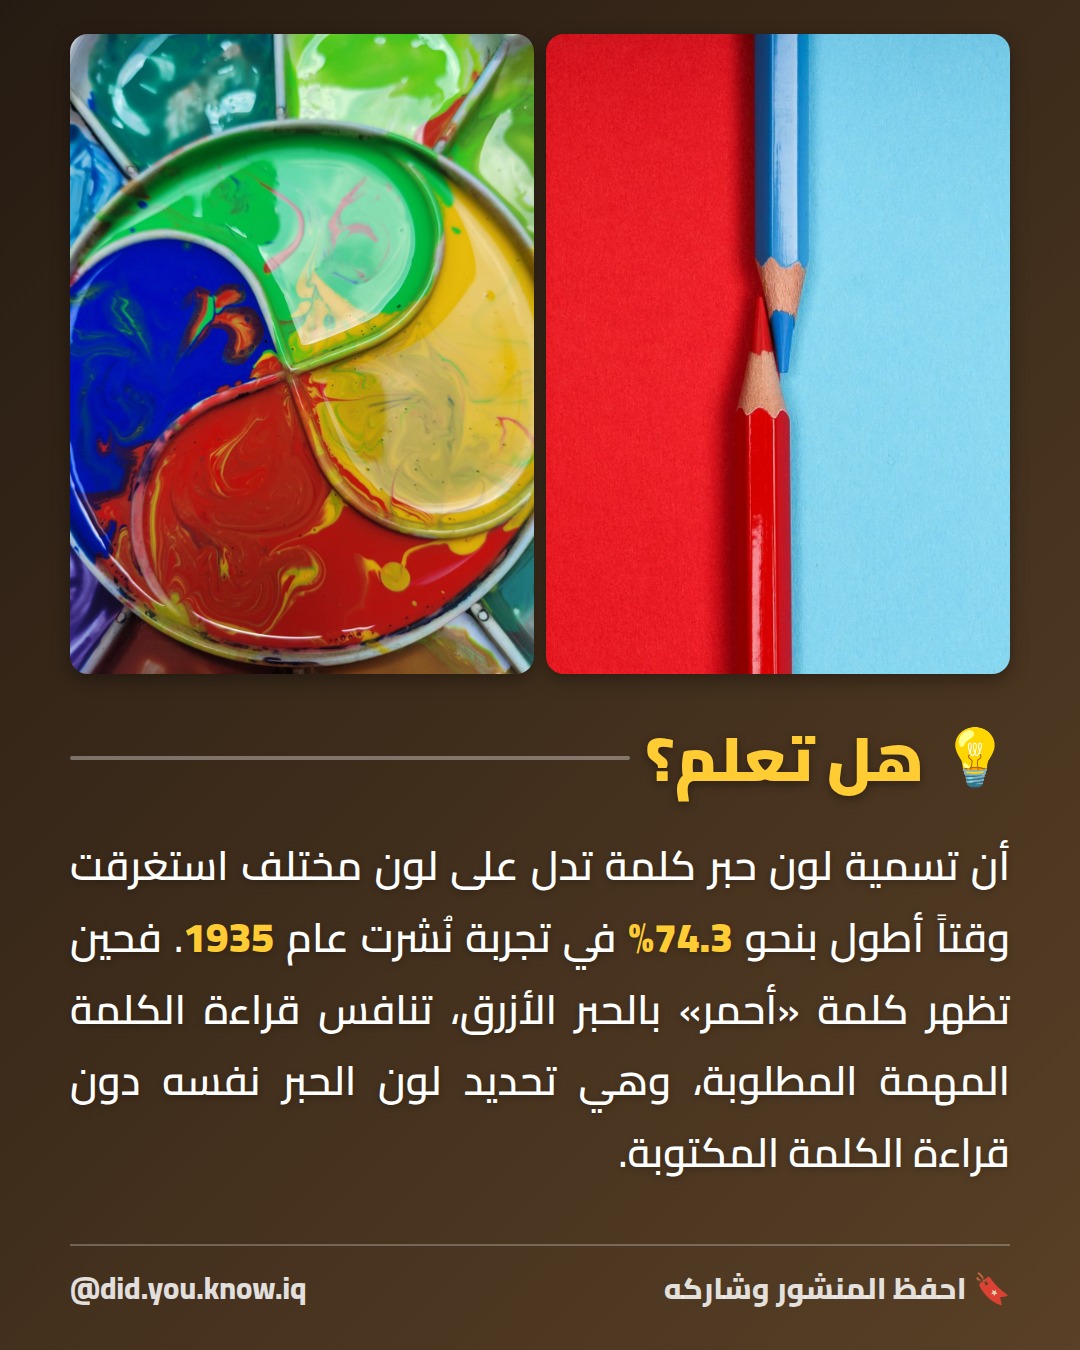 💡 هل تعلم؟
أن تسمية لون حبر كلمة تدل على لون مختلف استغرقت
وقتاً أطول بنحو 74.3% في تجربة نُشرت عام 1935. فحين
تظهر كلمة «أحمر» بالحبر الأزرق، تنافس قراءة الكلمة
المهمة المطلوبة، وهي تحديد لون الحبر نفسه دون
قراءة الكلمة المكتوبة.
🔖 احفظ المنشور وشاركه
@did.you.know.iq